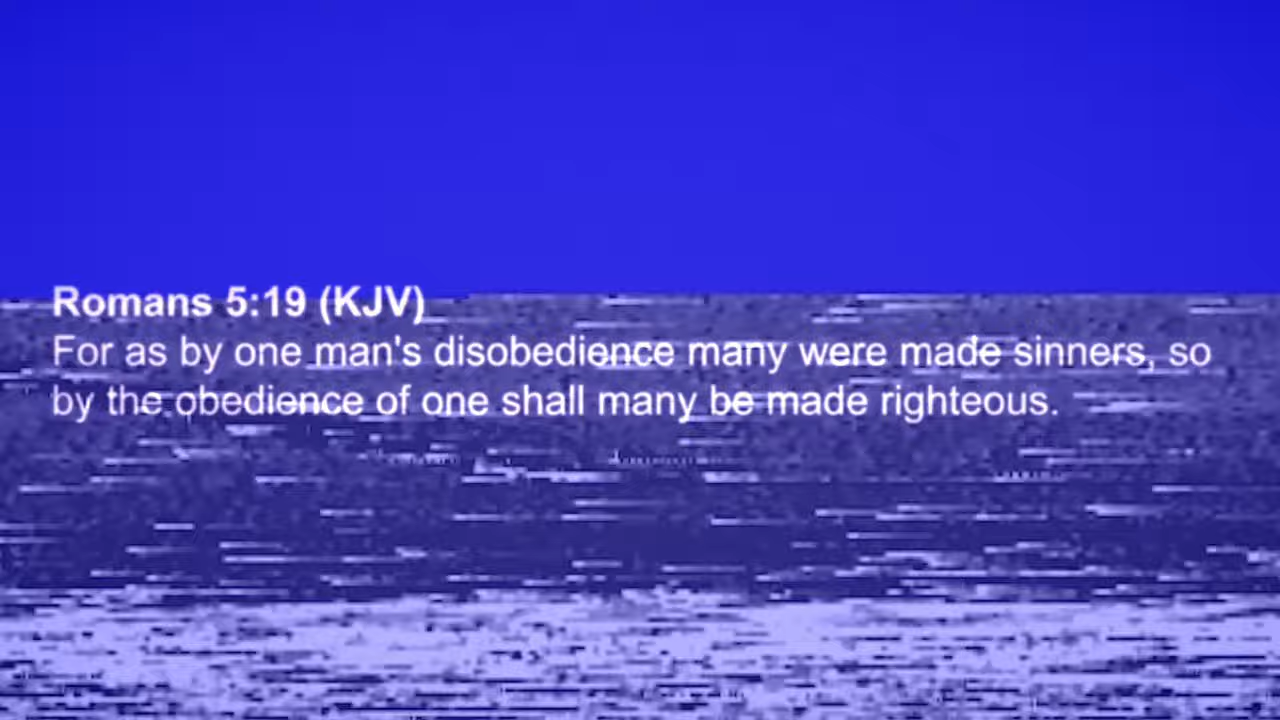 Romans 5:19 (KJV)
For as by one man's disobedience many were made sinners, so
by the obedience of one shall many be made righteous.